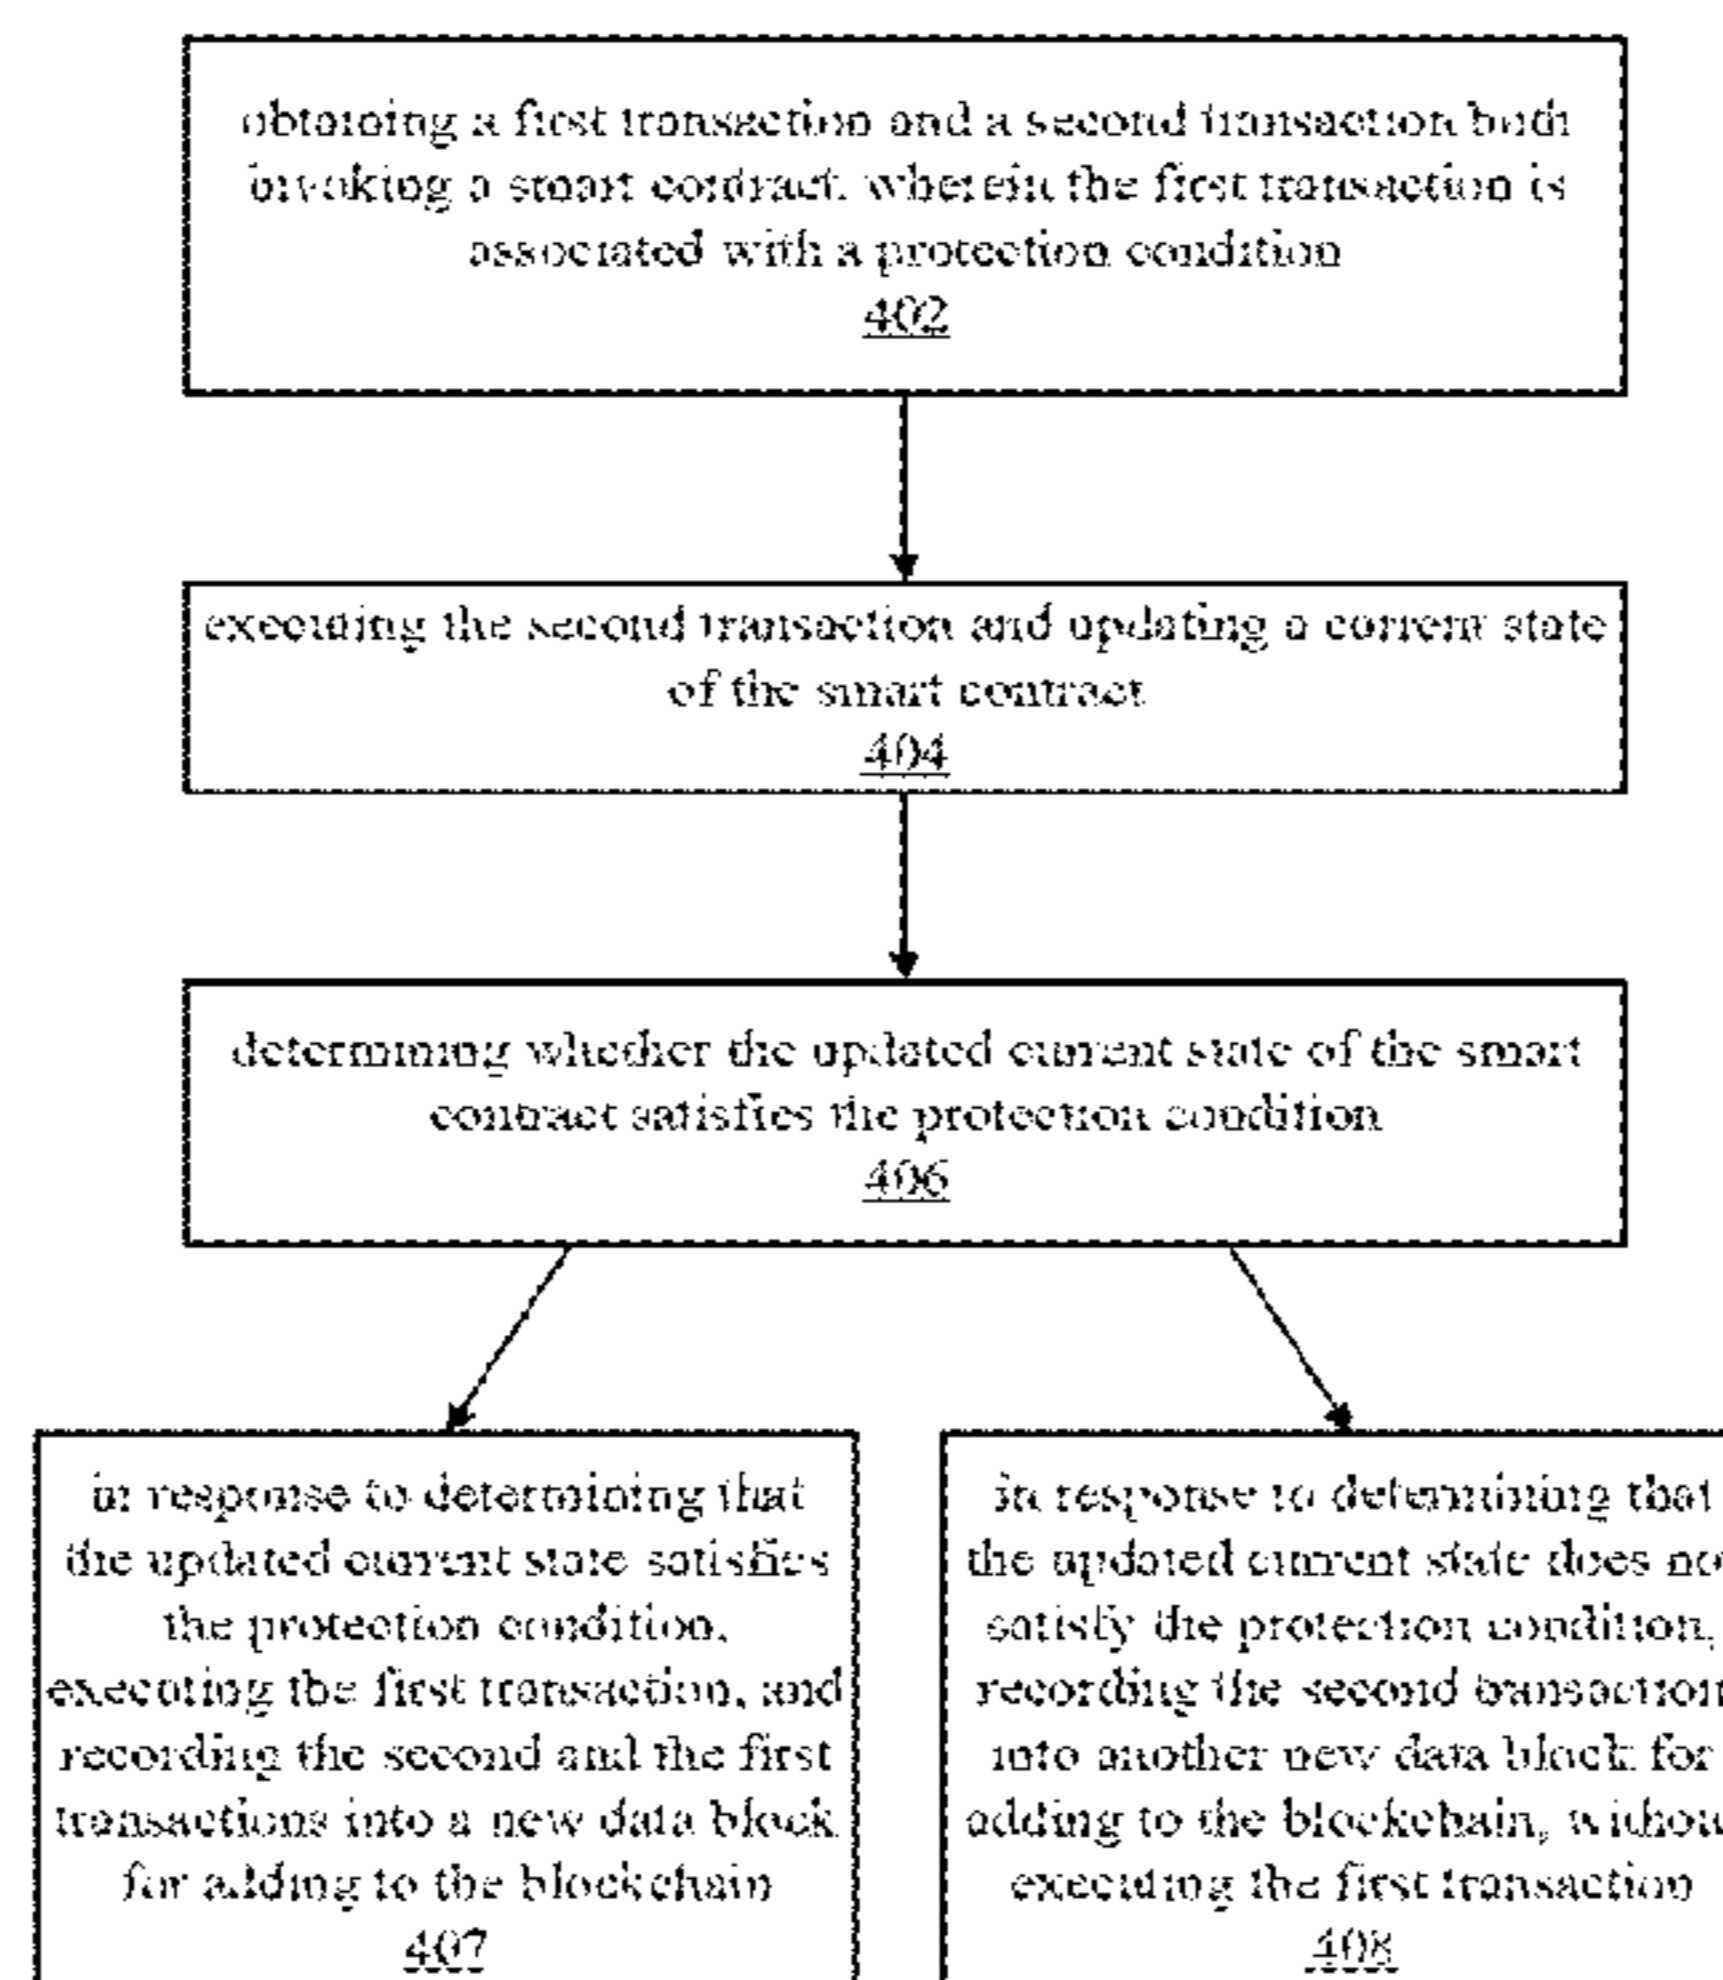 obtaining a first transaction and a second transaction both
invoking a smart contract, wherein the first transaction is
associated with a protection condition
402
executing the second transaction and updating a current state
of the smart contract
404
determining whether the updated current state of the smart
contract satisfies the protection condition
406
in response to determining that
the updated current state satisfies
the protection condition,
executing the first transaction, and
recording the second and the first
transactions into a new data block
for adding to the blockchain
407
in response to determining that
the updated current state does no
satisfy the protection condition,
recording the second transaction
into another new data block for
adding to the blockchain, withou
executing the first transaction
408